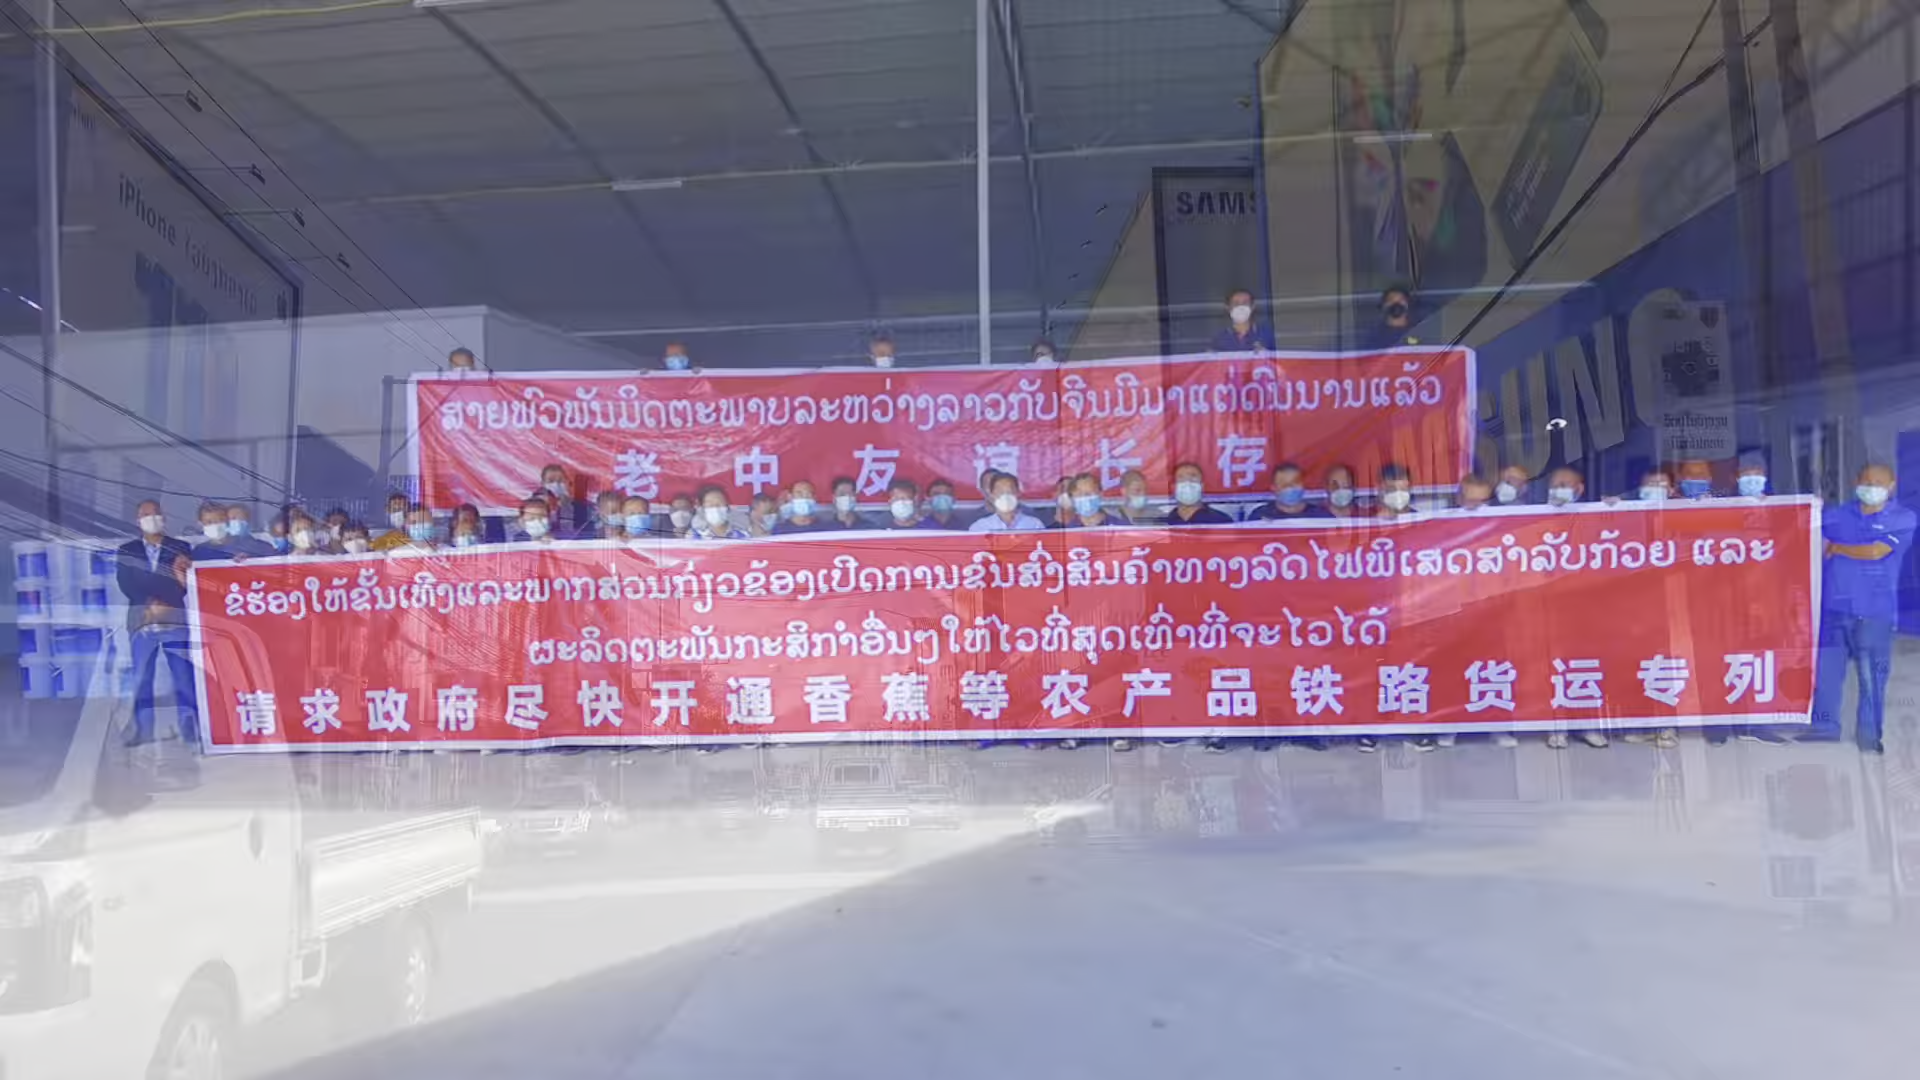 iPhone
SAMS
SAMSUNG
ສາຍພົວພັນມິດຕະພາບລະຫວ່າງລາວກັບຈີນມີມາແຕ່ດົນນານແລ້ວ
老中友谊长存
ຂໍຮ້ອງໃຫ້ຂັ້ນເທິງແລະພາກສ່ວນກ່ຽວຂ້ອງເປີດການຂົນສົ່ງສິນຄ້າທາງລົດໄຟພິເສດສຳລັບກ້ວຍ ແລະ
ຜະລິດຕະພັນກະສິກຳອື່ນໆໃຫ້ໄວທີ່ສຸດເທົ່າທີ່ຈະໄວໄດ້
请求政府尽快开通香蕉等农产品铁路货运专列
iPhone